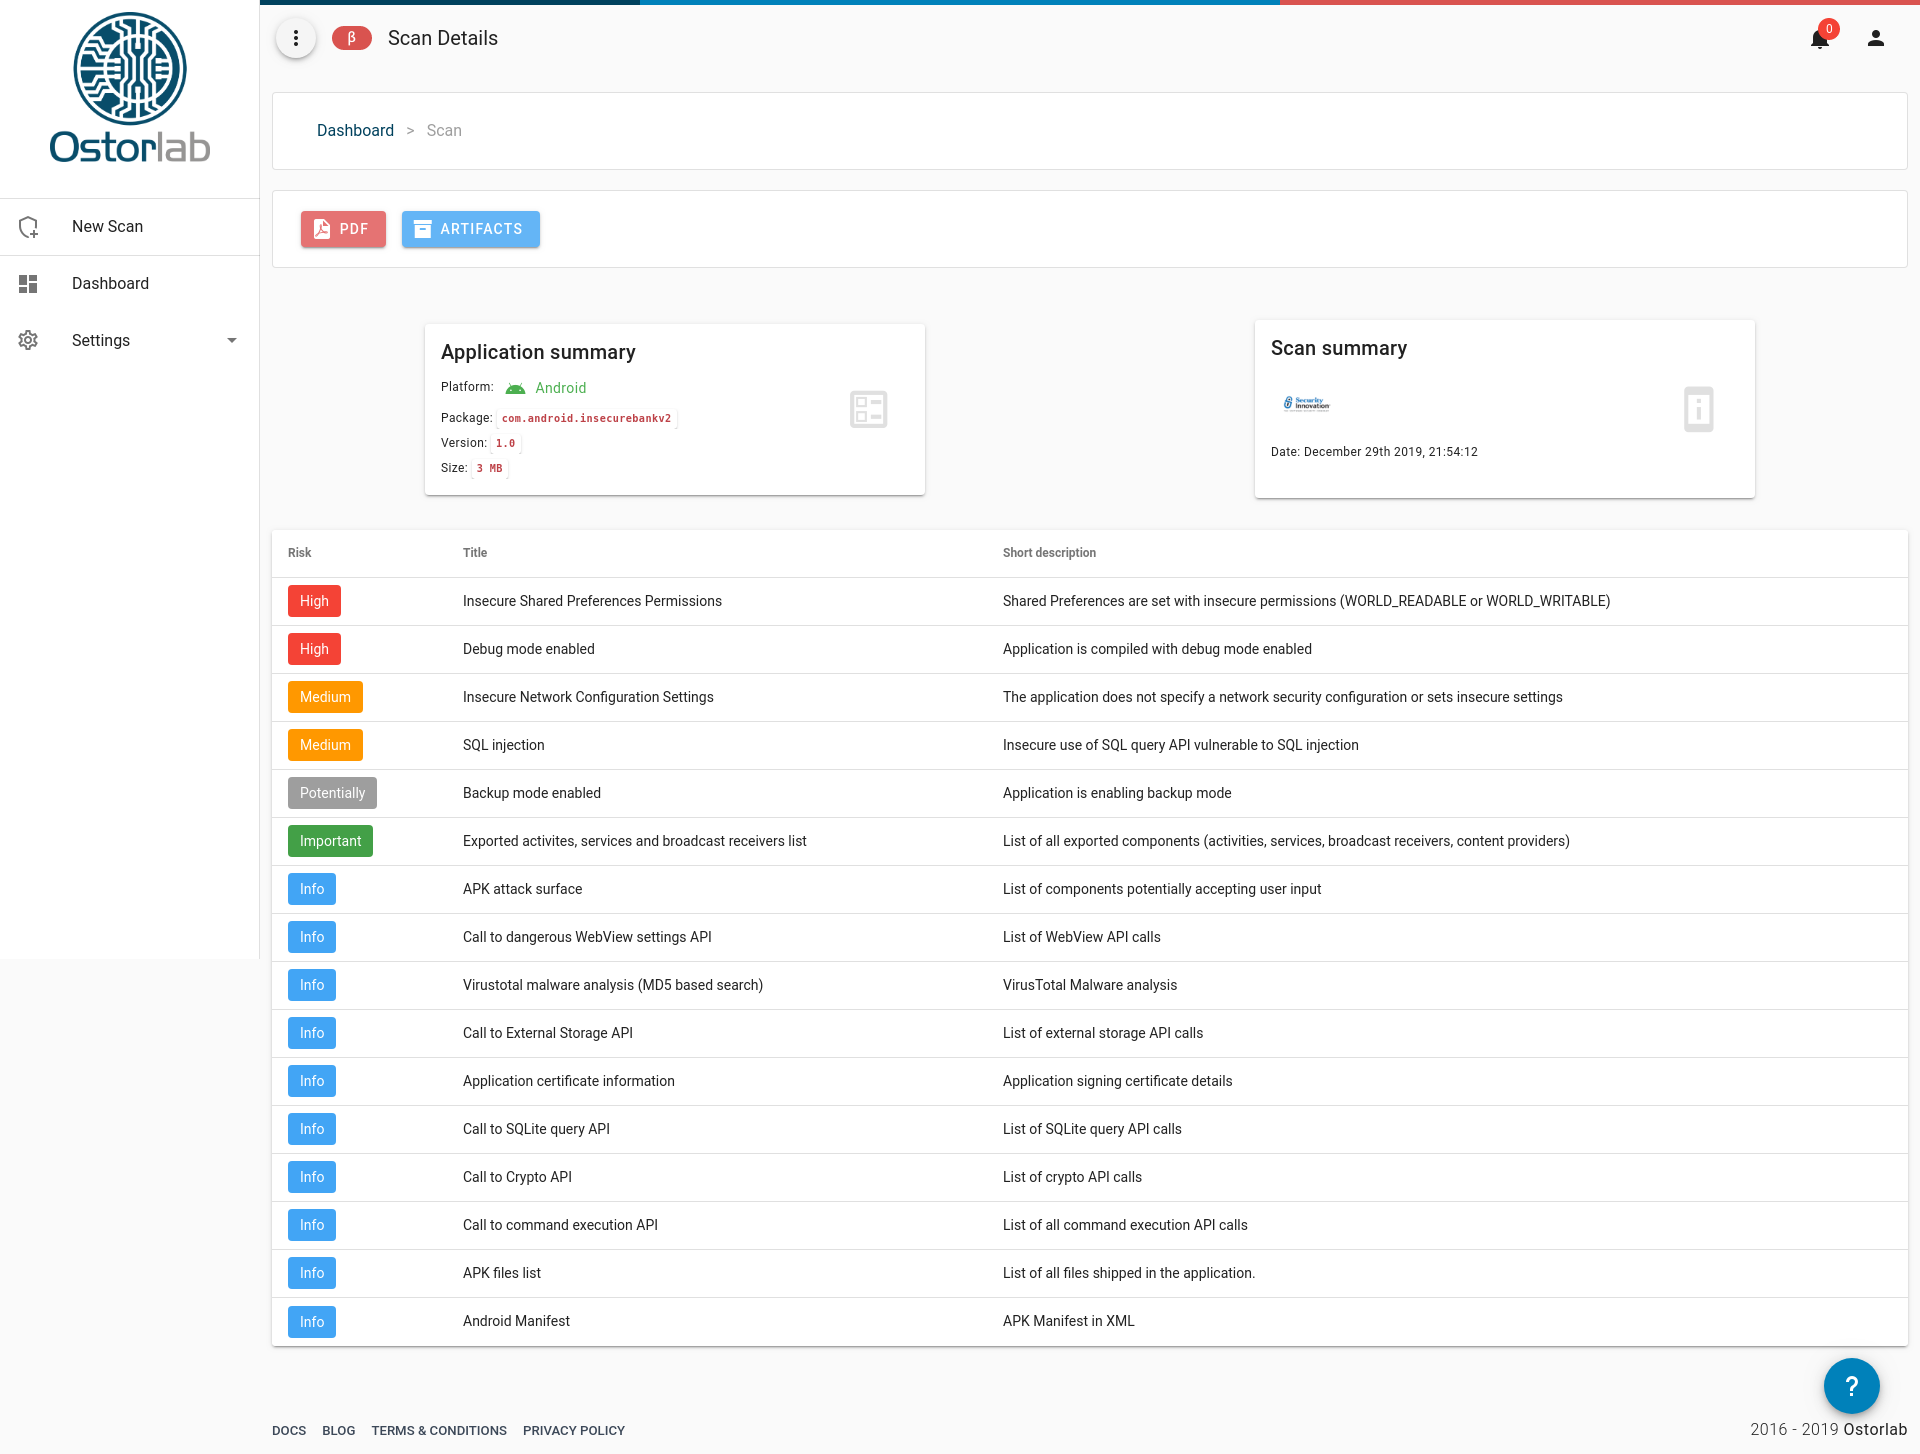 Ostorlab
New Scan
Dashboard
Settings
β Scan Details
0
Dashboard > Scan
PDF ARTIFACTS
Application summary
Platform: Android
Package: com.android.insecurebankv2
Version: 1.0
Size: 3 MB
Scan summary
Security
Innovation
Date: December 29th 2019, 21:54:12
Risk Title Short description
High Insecure Shared Preferences Permissions Shared Preferences are set with insecure permissions (WORLD_READABLE or WORLD_WRITABLE)
High Debug mode enabled Application is compiled with debug mode enabled
Medium Insecure Network Configuration Settings The application does not specify a network security configuration or sets insecure settings
Medium SQL injection Insecure use of SQL query API vulnerable to SQL injection
Potentially Backup mode enabled Application is enabling backup mode
Important Exported activites, services and broadcast receivers list List of all exported components (activities, services, broadcast receivers, content providers)
Info APK attack surface List of components potentially accepting user input
Info Call to dangerous WebView settings API List of WebView API calls
Info Virustotal malware analysis (MD5 based search) VirusTotal Malware analysis
Info Call to External Storage API List of external storage API calls
Info Application certificate information Application signing certificate details
Info Call to SQLite query API List of SQLite query API calls
Info Call to Crypto API List of crypto API calls
Info Call to command execution API List of all command execution API calls
Info APK files list List of all files shipped in the application.
Info Android Manifest APK Manifest in XML
?
DOCS BLOG TERMS & CONDITIONS PRIVACY POLICY
2016 - 2019 Ostorlab